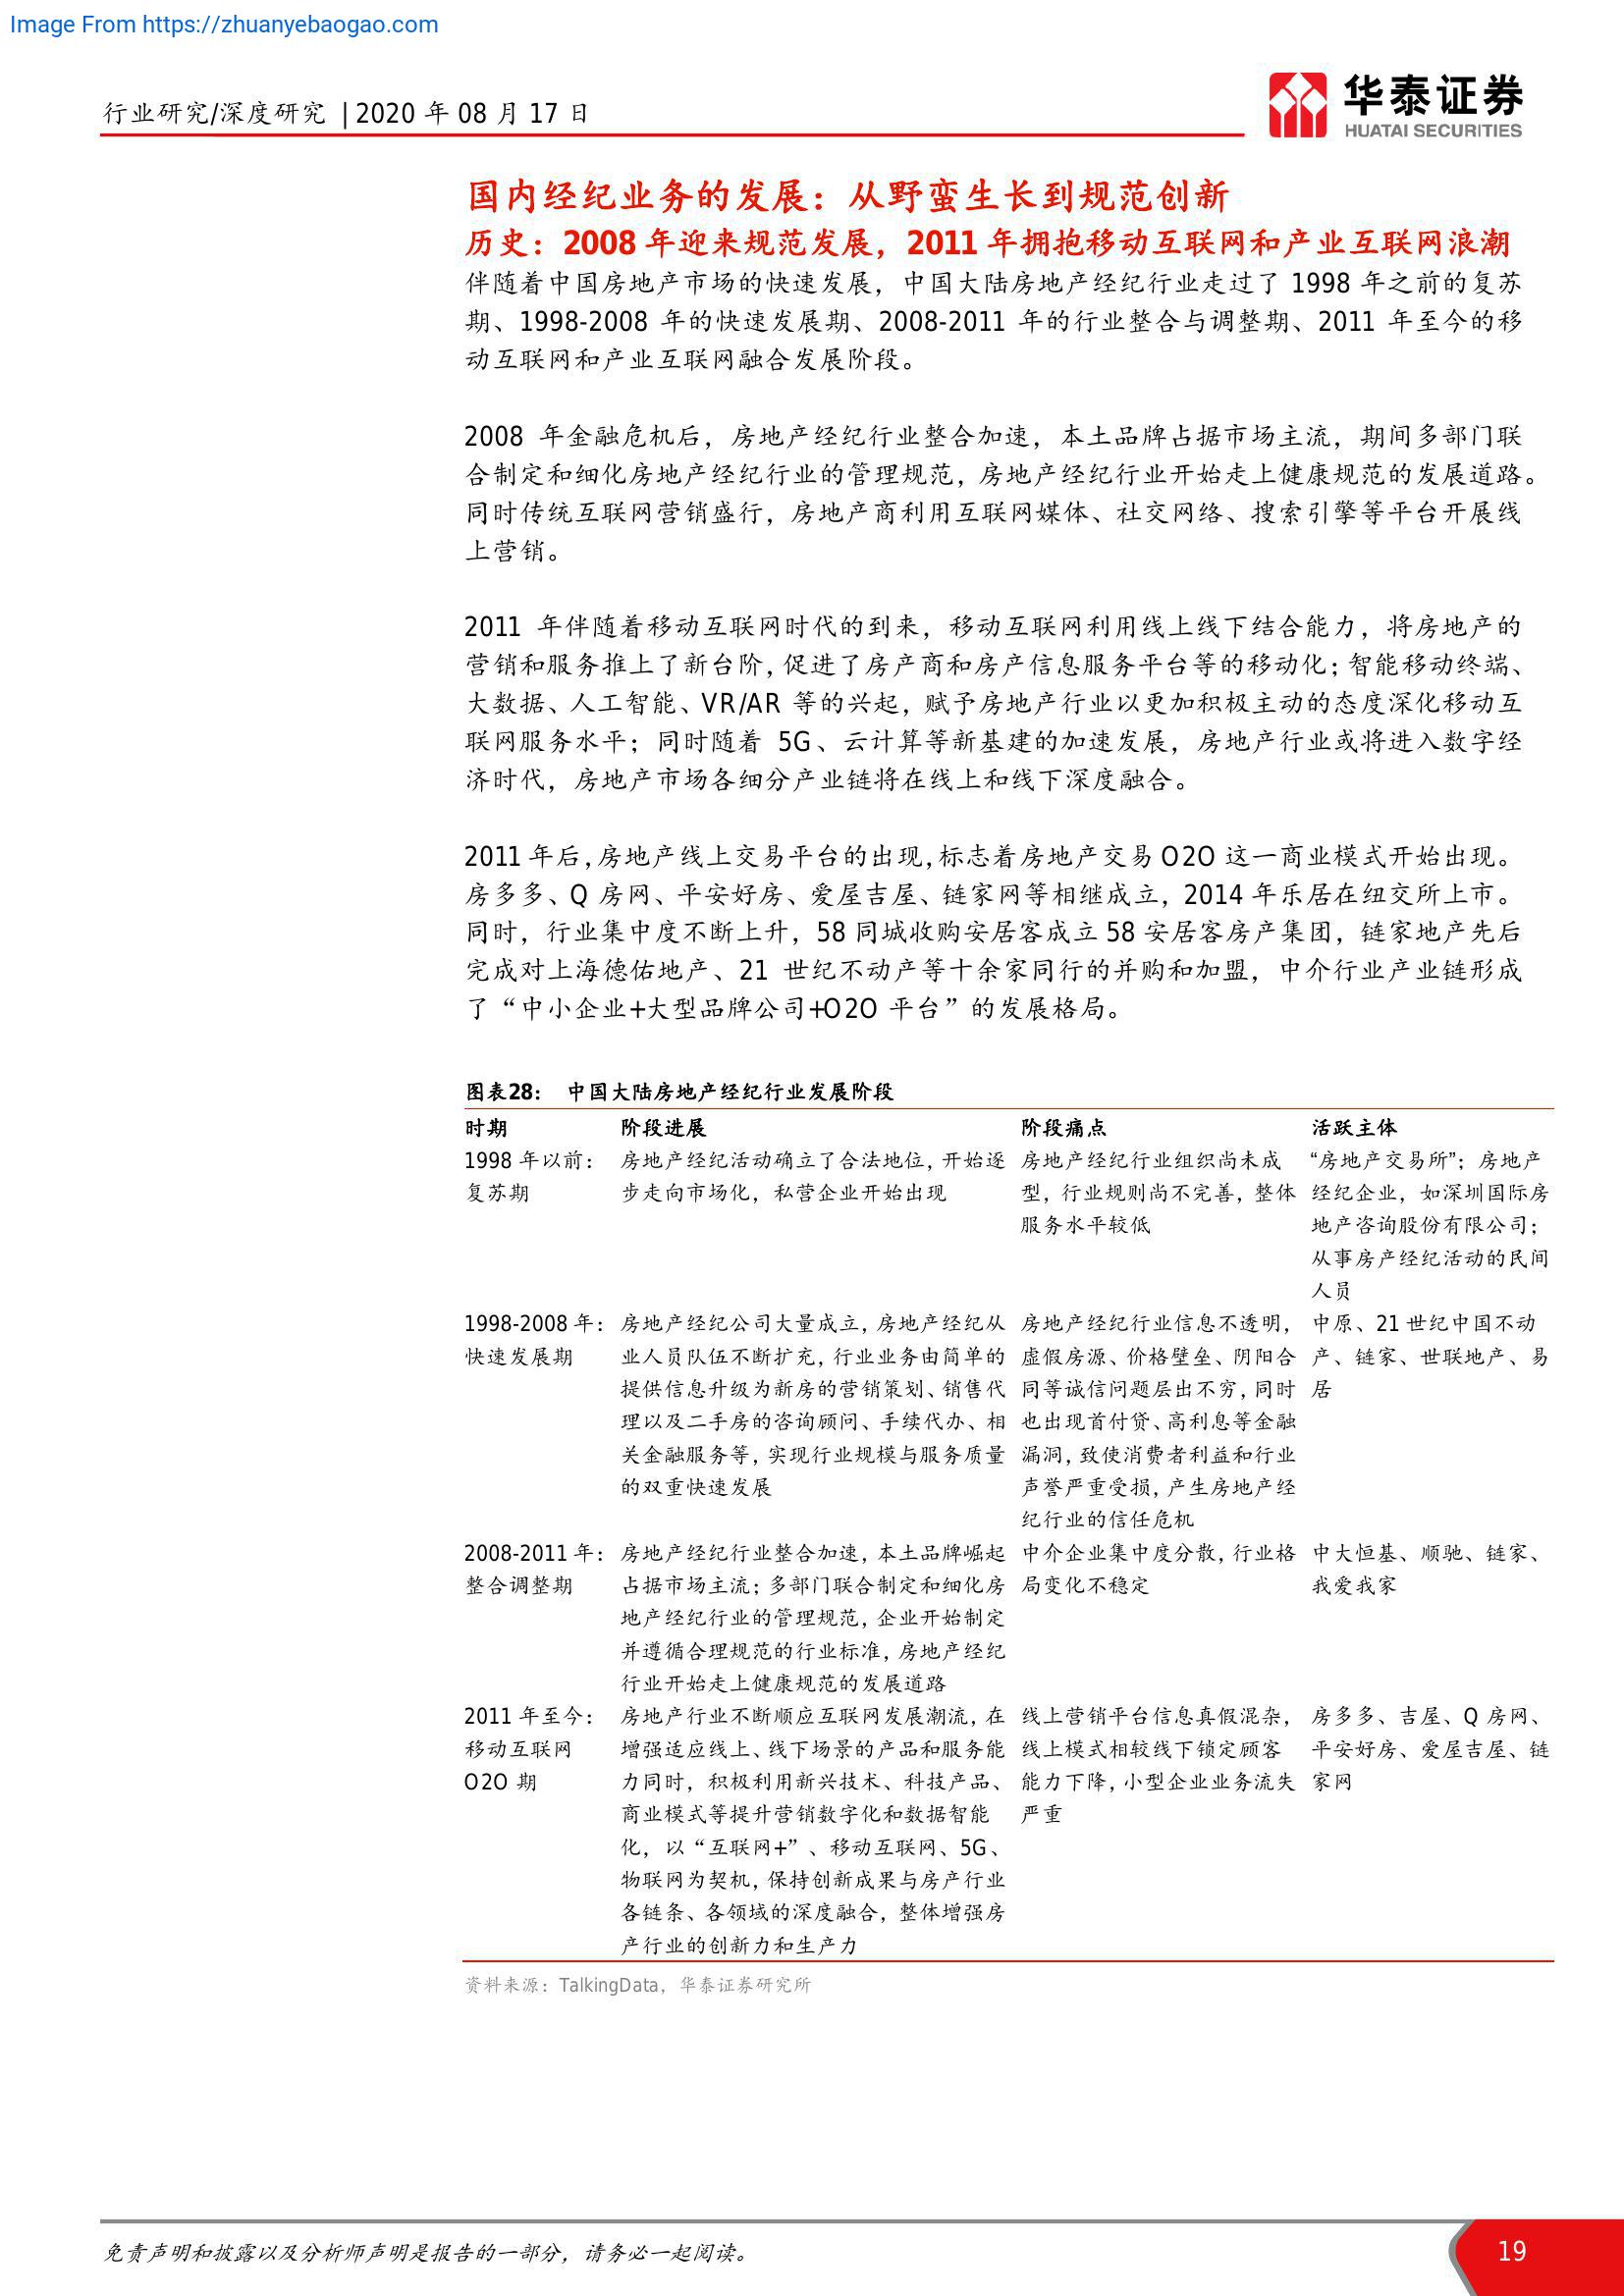 Image From https://zhuanyebaogao.com
行业研究/深度研究 | 2020 年 08 月 17 日
华泰证券
HUATAI SECURITIES
国内经纪业务的发展：从野蛮生长到规范创新
历史：2008 年迎来规范发展，2011 年拥抱移动互联网和产业互联网浪潮
伴随着中国房地产市场的快速发展，中国大陆房地产经纪行业走过了 1998 年之前的复苏
期、1998-2008 年的快速发展期、2008-2011 年的行业整合与调整期、2011 年至今的移
动互联网和产业互联网融合发展阶段。
2008 年金融危机后，房地产经纪行业整合加速，本土品牌占据市场主流，期间多部门联
合制定和细化房地产经纪行业的管理规范，房地产经纪行业开始走上健康规范的发展道路。
同时传统互联网营销盛行，房地产商利用互联网媒体、社交网络、搜索引擎等平台开展线
上营销。
2011 年伴随着移动互联网时代的到来，移动互联网利用线上线下结合能力，将房地产的
营销和服务推上了新台阶，促进了房产商和房产信息服务平台等的移动化；智能移动终端、
大数据、人工智能、VR/AR 等的兴起，赋予房地产行业以更加积极主动的态度深化移动互
联网服务水平；同时随着 5G、云计算等新基建的加速发展，房地产行业或将进入数字经
济时代，房地产市场各细分产业链将在线上和线下深度融合。
2011 年后，房地产线上交易平台的出现，标志着房地产交易 O2O 这一商业模式开始出现。
房多多、Q 房网、平安好房、爱屋吉屋、链家网等相继成立，2014 年乐居在纽交所上市。
同时，行业集中度不断上升，58 同城收购安居客成立 58 安居客房产集团，链家地产先后
完成对上海德佑地产、21 世纪不动产等十余家同行的并购和加盟，中介行业产业链形成
了“中小企业+大型品牌公司+O2O 平台”的发展格局。
图表28： 中国大陆房地产经纪行业发展阶段
时期 阶段进展 阶段痛点 活跃主体
1998 年以前： 房地产经纪活动确立了合法地位，开始逐 房地产经纪行业组织尚未成 “房地产交易所”；房地产
复苏期 步走向市场化，私营企业开始出现 型，行业规则尚不完善，整体 经纪企业，如深圳国际房
服务水平较低 地产咨询股份有限公司；
从事房产经纪活动的民间
人员
1998-2008 年： 房地产经纪公司大量成立，房地产经纪从 房地产经纪行业信息不透明， 中原、21 世纪中国不动
快速发展期 业人员队伍不断扩充，行业业务由简单的 虚假房源、价格壁垒、阴阳合 产、链家、世联地产、易
提供信息升级为新房的营销策划、销售代 同等诚信问题层出不穷，同时 居
理以及二手房的咨询顾问、手续代办、相 也出现首付贷、高利息等金融
关金融服务等，实现行业规模与服务质量 漏洞，致使消费者利益和行业
的双重快速发展 声誉严重受损，产生房地产经
纪行业的信任危机
2008-2011 年： 房地产经纪行业整合加速，本土品牌崛起 中介企业集中度分散，行业格 中大恒基、顺驰、链家、
整合调整期 占据市场主流；多部门联合制定和细化房 局变化不稳定 我爱我家
地产经纪行业的管理规范，企业开始制定
并遵循合理规范的行业标准，房地产经纪
行业开始走上健康规范的发展道路
2011 年至今： 房地产行业不断顺应互联网发展潮流，在 线上营销平台信息真假混杂， 房多多、吉屋、Q 房网、
移动互联网 增强适应线上、线下场景的产品和服务能 线上模式相较线下锁定顾客 平安好房、爱屋吉屋、链
O2O 期 力同时，积极利用新兴技术、科技产品、 能力下降，小型企业业务流失 家网
商业模式等提升营销数字化和数据智能 严重
化，以“互联网+”、移动互联网、5G、
物联网为契机，保持创新成果与房产行业
各链条、各领域的深度融合，整体增强房
产行业的创新力和生产力
资料来源：TalkingData，华泰证券研究所
免责声明和披露以及分析师声明是报告的一部分，请务必一起阅读。
19